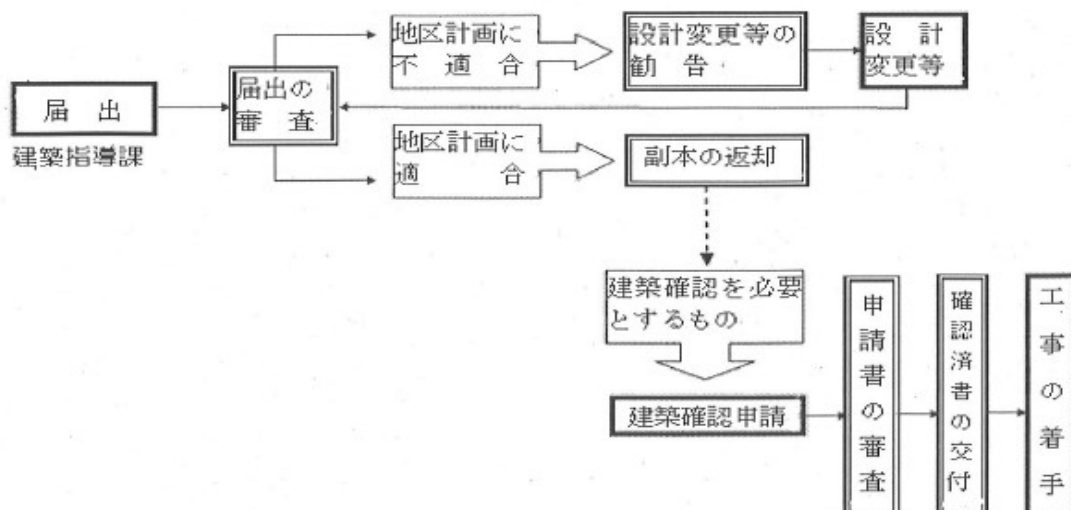 地区計画に
不適合
設計変更等の
勧告
設計
変更等
届出
建築指導課
届出の
審査
地区計画に
適合
副本の返却
建築確認を必要
とするもの
建築確認申請
申請書の審査
確認済書の交付
工事の着手